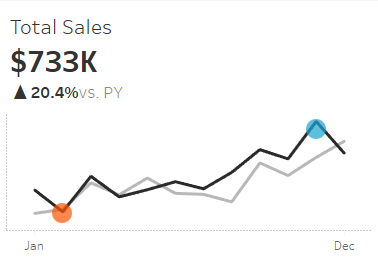 Total Sales
$733K
▲ 20.4% vs. PY
Jan Dec